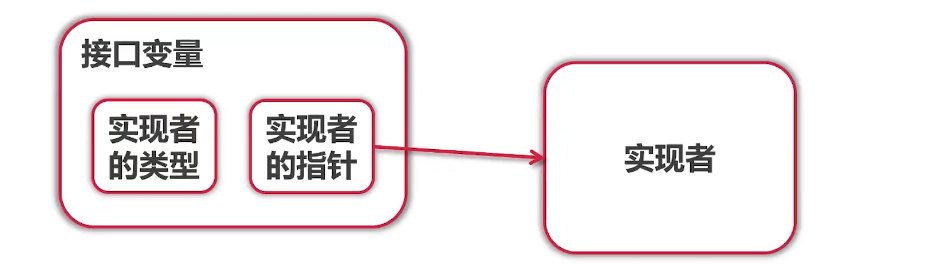 接口变量
实现者
的类型
实现者
的指针
实现者